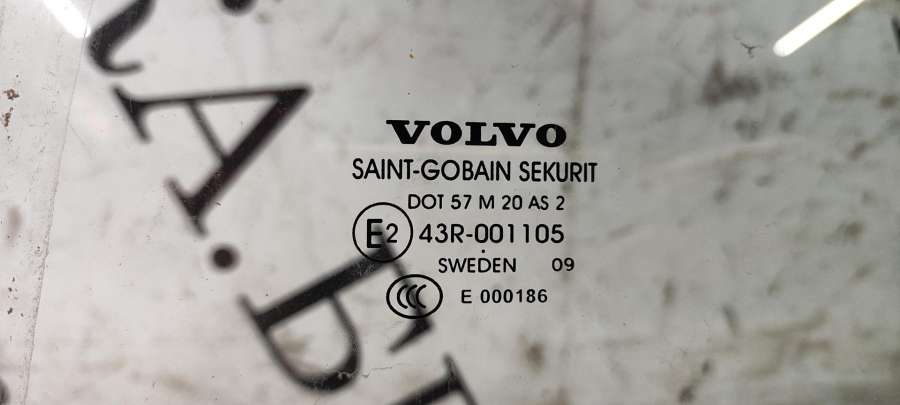 VOLVO
SAINT-GOBAIN SEKURIT
DOT 57 M 20 AS 2
E2 43R-001105
SWEDEN 09
CCC E 000186